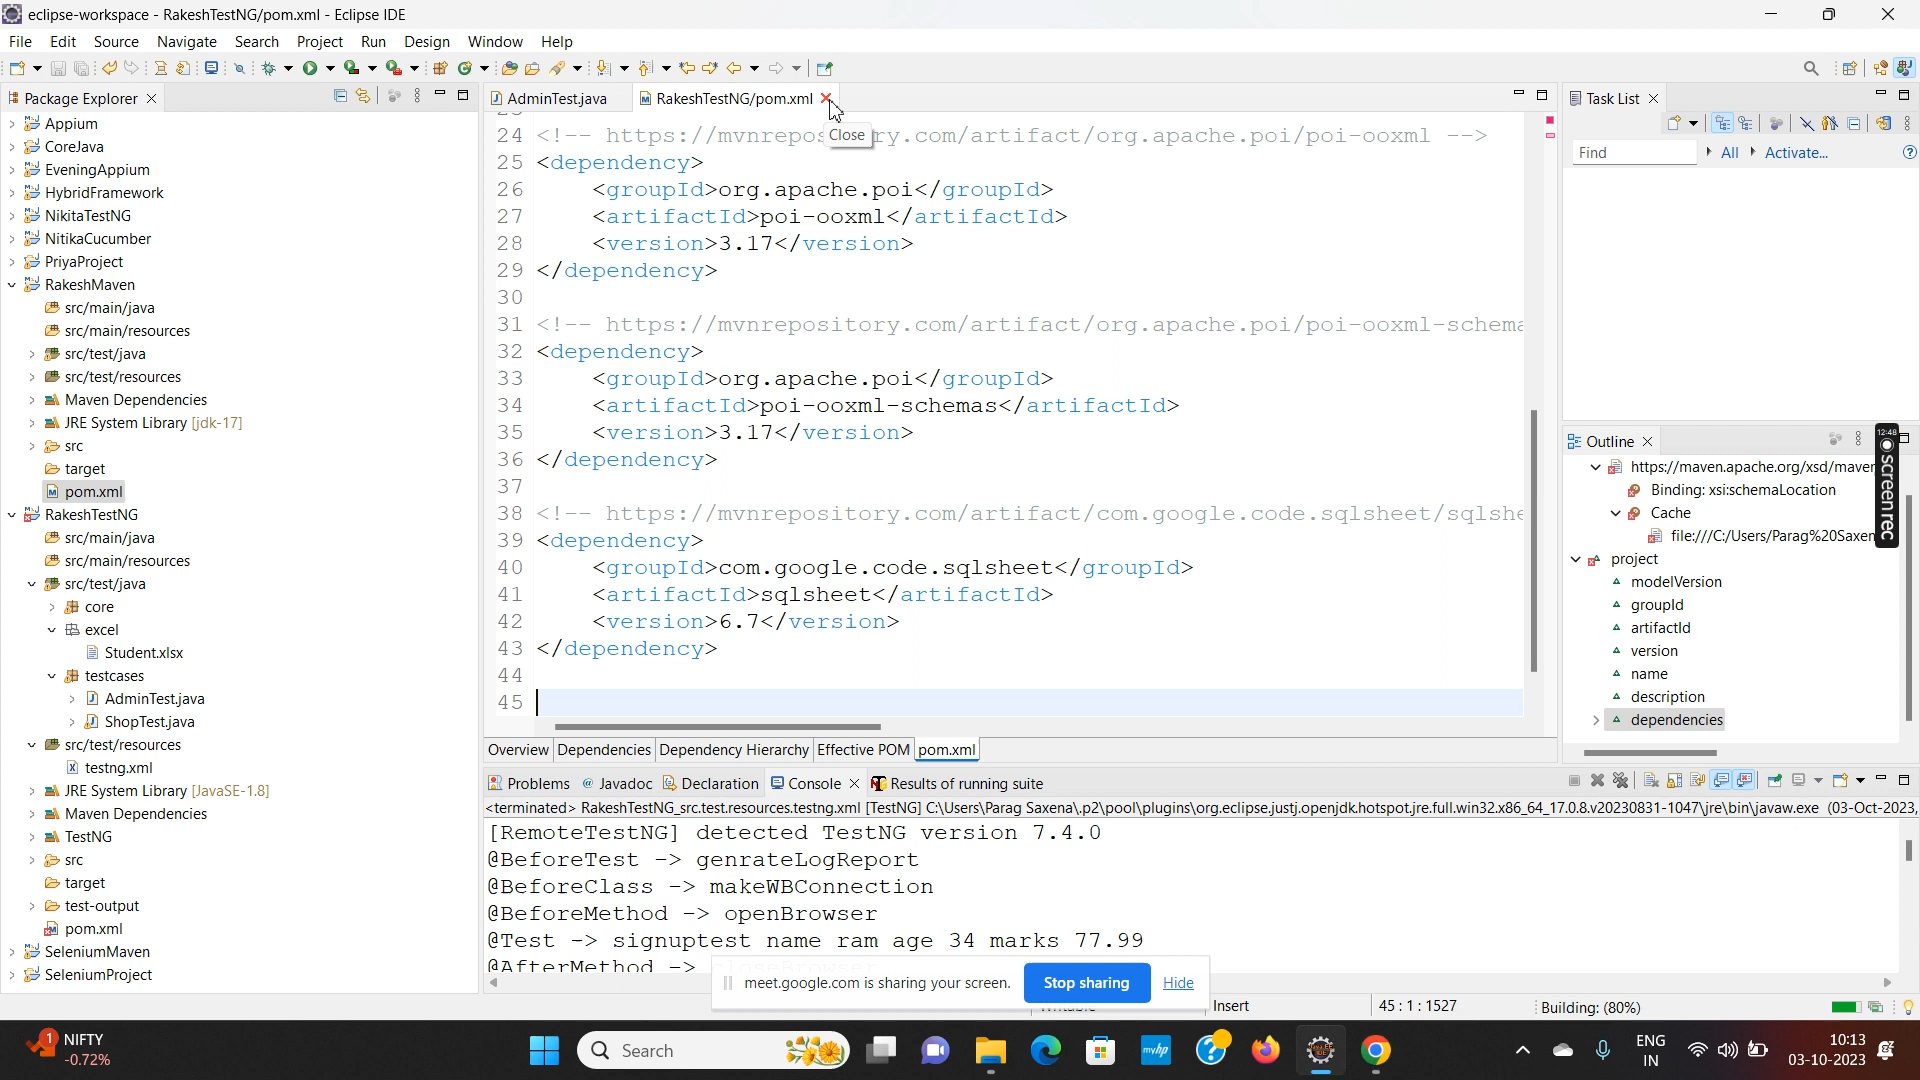 eclipse-workspace - RakeshTestNG/pom.xml - Eclipse IDE
File Edit Source Navigate Search Project Run Design Window Help
Package Explorer
Appium
CoreJava
EveningAppium
HybridFramework
NikitaTestNG
NitikaCucumber
PriyaProject
RakeshMaven
src/main/java
src/main/resources
src/test/java
src/test/resources
Maven Dependencies
JRE System Library [jdk-17]
src
target
pom.xml
RakeshTestNG
src/main/java
src/main/resources
src/test/java
core
excel
Student.xlsx
testcases
AdminTest.java
ShopTest.java
src/test/resources
testng.xml
JRE System Library [JavaSE-1.8]
Maven Dependencies
TestNG
src
target
test-output
pom.xml
SeleniumMaven
SeleniumProject
AdminTest.java RakeshTestNG/pom.xml
Close
24 <!-- https://mvnrepos ry.com/artifact/org.apache.poi/poi-ooxml -->
25 <dependency>
26 <groupId>org.apache.poi</groupId>
27 <artifactId>poi-ooxml</artifactId>
28 <version>3.17</version>
29 </dependency>
30
31 <!-- https://mvnrepository.com/artifact/org.apache.poi/poi-ooxml-schema
32 <dependency>
33 <groupId>org.apache.poi</groupId>
34 <artifactId>poi-ooxml-schemas</artifactId>
35 <version>3.17</version>
36 </dependency>
37
38 <!-- https://mvnrepository.com/artifact/com.google.code.sqlsheet/sqlshe
39 <dependency>
40 <groupId>com.google.code.sqlsheet</groupId>
41 <artifactId>sqlsheet</artifactId>
42 <version>6.7</version>
43 </dependency>
44
45
Overview Dependencies Dependency Hierarchy Effective POM pom.xml
Problems @ Javadoc Declaration Console Results of running suite
<terminated> RakeshTestNG_src.test.resources.testng.xml [TestNG] C:\Users\Parag Saxena\.p2\pool\plugins\org.eclipse.justj.openjdk.hotspot.jre.full.win32.x86_64_17.0.8.v20230831-1047\jre\bin\javaw.exe (03-Oct-2023,
[RemoteTestNG] detected TestNG version 7.4.0
@BeforeTest -> genrateLogReport
@BeforeClass -> makeWBConnection
@BeforeMethod -> openBrowser
@Test -> signuptest name ram age 34 marks 77.99
@AfterMethod ->
meet.google.com is sharing your screen. Stop sharing Hide
Insert 45 : 1 : 1527 Building: (80%)
Task List
Find All Activate...
Outline
https://maven.apache.org/xsd/maven
Binding: xsi:schemaLocation
Cache
file:///C:/Users/Parag%20Saxen
project
modelVersion
groupId
artifactId
version
name
description
dependencies
12:48
screenrec
1 NIFTY
-0.72%
Search
myhp
ENG
IN
10:13
03-10-2023